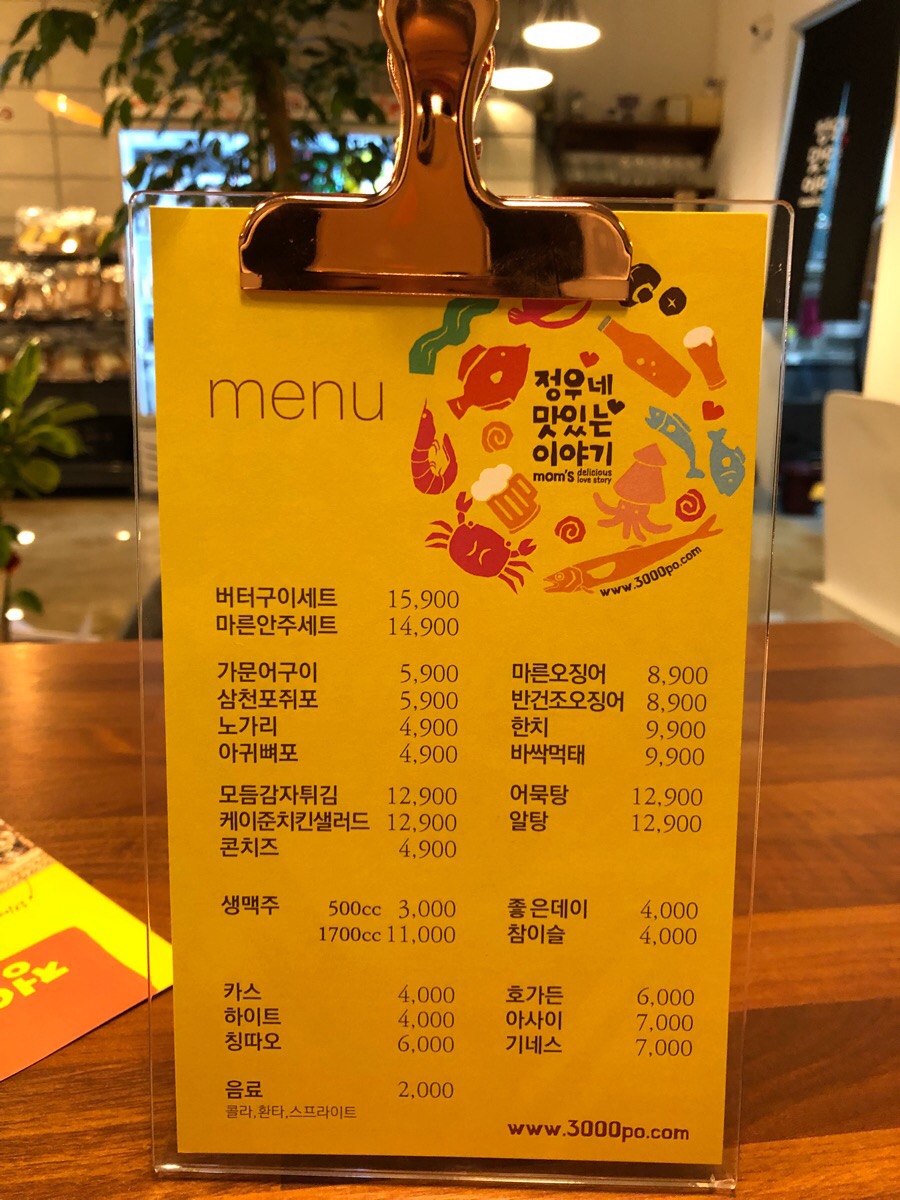 menu
정우네
맛있는
이야기
mom's delicious love story
www.3000po.com
버터구이세트 15,900
마른안주세트 14,900
가문어구이 5,900
삼천포쥐포 5,900
노가리 4,900
아귀뼈포 4,900
마른오징어 8,900
반건조오징어 8,900
한치 9,900
바싹먹태 9,900
모듬감자튀김 12,900
케이준치킨샐러드 12,900
콘치즈 4,900
어묵탕 12,900
알탕 12,900
생맥주 500cc 3,000
1700cc 11,000
좋은데이 4,000
참이슬 4,000
카스 4,000
하이트 4,000
칭따오 6,000
호가든 6,000
아사이 7,000
기네스 7,000
음료 2,000
콜라,환타,스프라이트
www.3000po.com